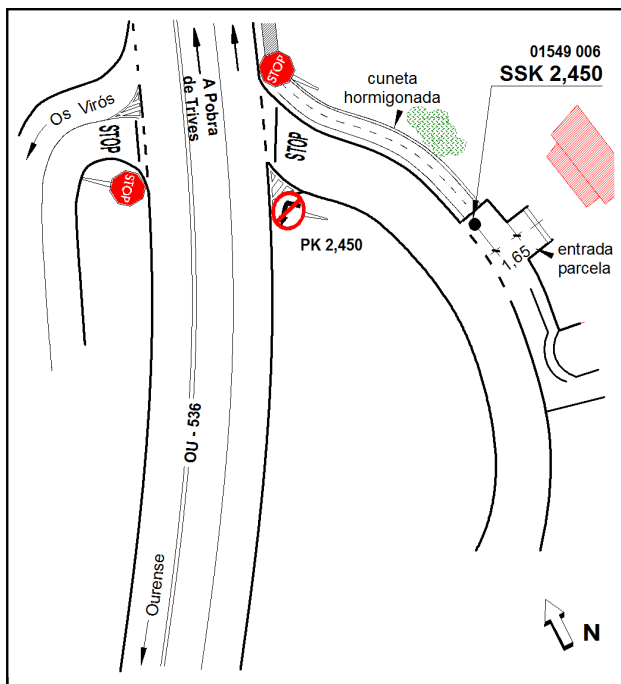 01549 006
SSK 2,450
cuneta
hormigonada
STOP
A Pobra
de Trives
Os Virós
STOP
STOP
STOP
PK 2,450
1,65
entrada
parcela
OU - 536
Ourense
N